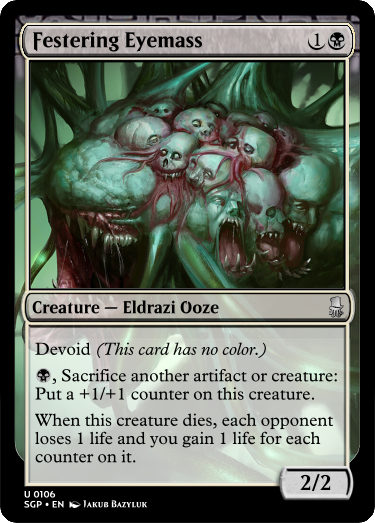 Festering Eyemass 1
Creature — Eldrazi Ooze
Devoid (This card has no color.)
, Sacrifice another artifact or creature:
Put a +1/+1 counter on this creature.
When this creature dies, each opponent
loses 1 life and you gain 1 life for each
counter on it.
2/2
U 0106
SGP • EN Jakub Bazyluk